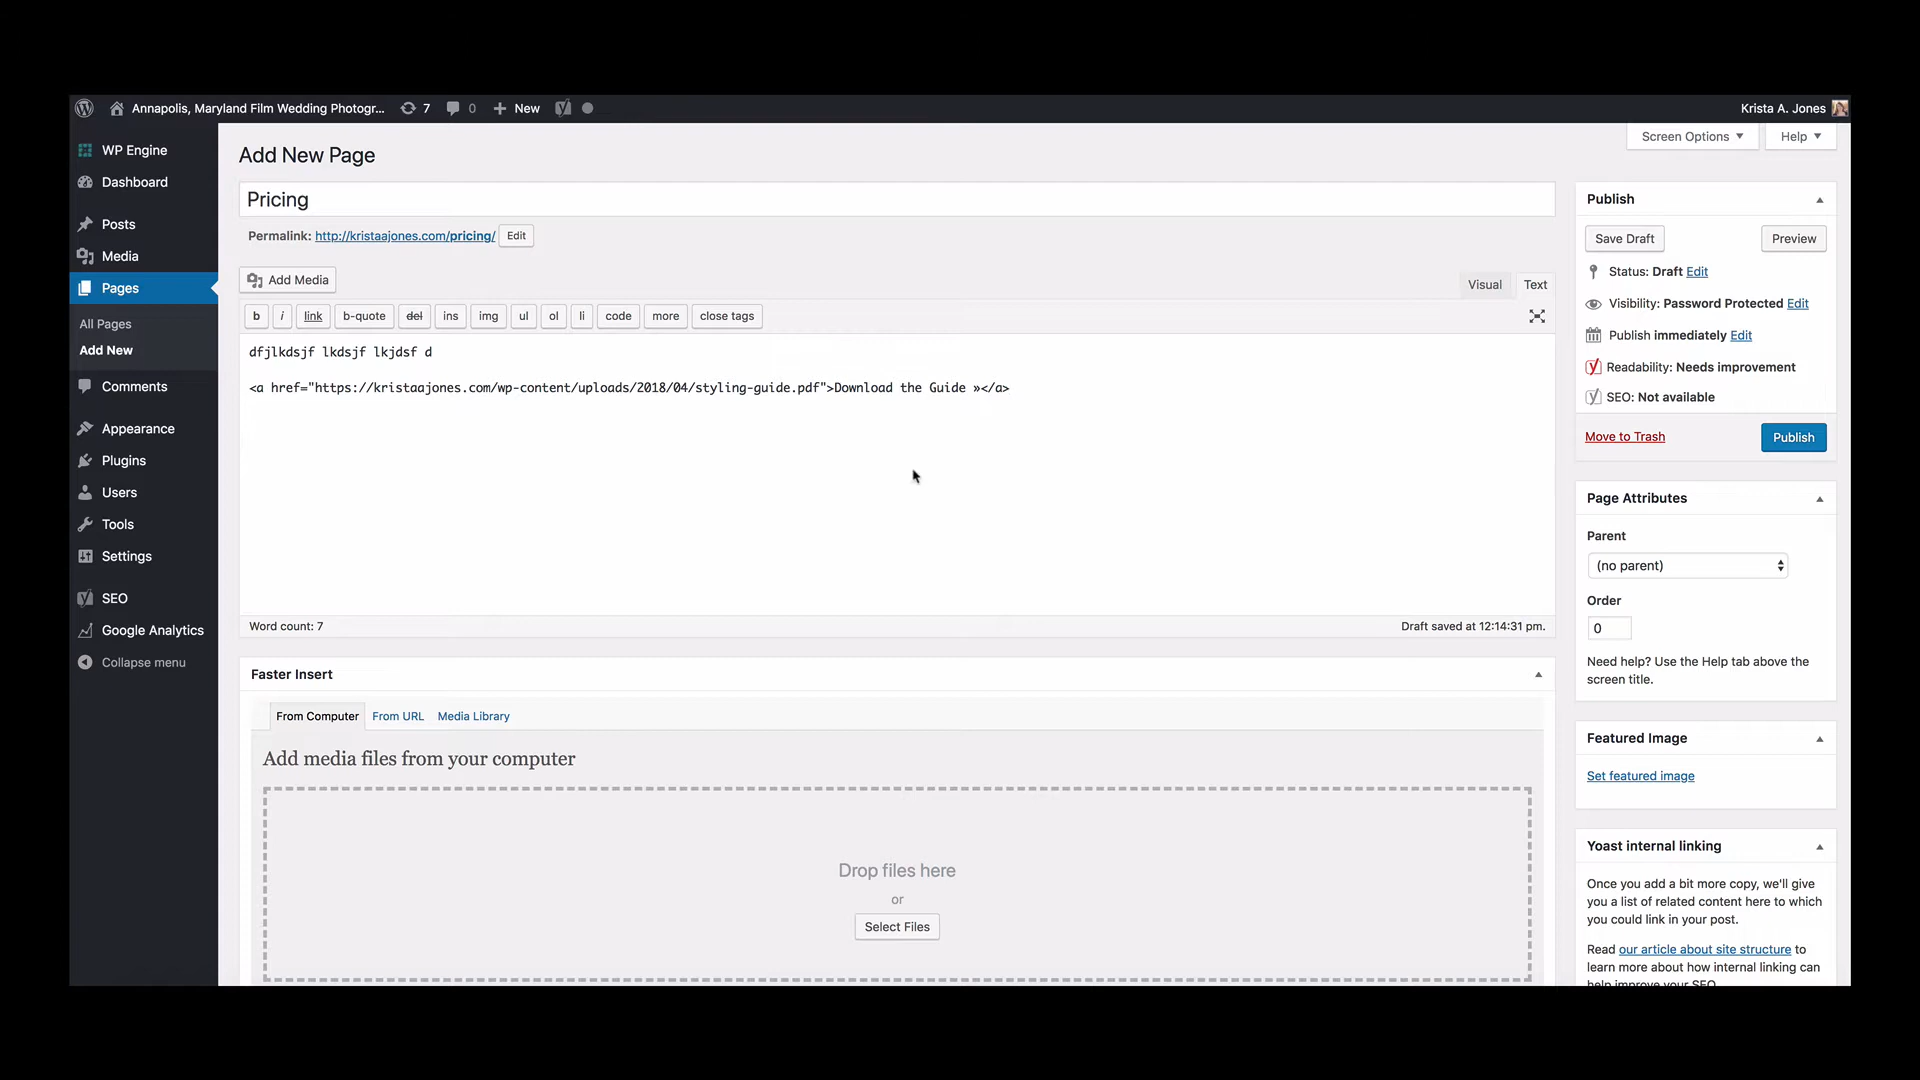 Annapolis, Maryland Film Wedding Photogr... 7 0 New
Krista A. Jones
Screen Options Help
WP Engine
Dashboard
Posts
Media
Pages
All Pages
Add New
Comments
Appearance
Plugins
Users
Tools
Settings
SEO
Google Analytics
Collapse menu
Add New Page
Pricing
Permalink: http://kristaajones.com/pricing/ Edit
Add Media
Visual Text
b i link b-quote del ins img ul ol li code more close tags
dfjlkdsjf lkdsjf lkjdsf d
<a href="https://kristaajones.com/wp-content/uploads/2018/04/styling-guide.pdf">Download the Guide »</a>
Word count: 7
Draft saved at 12:14:31 pm.
Faster Insert
From Computer From URL Media Library
Add media files from your computer
Drop files here
or
Select Files
Publish
Save Draft Preview
Status: Draft Edit
Visibility: Password Protected Edit
Publish immediately Edit
Readability: Needs improvement
SEO: Not available
Move to Trash Publish
Page Attributes
Parent
(no parent)
Order
0
Need help? Use the Help tab above the
screen title.
Featured Image
Set featured image
Yoast internal linking
Once you add a bit more copy, we'll give
you a list of related content here to which
you could link in your post.
Read our article about site structure to
learn more about how internal linking can
help improve your SEO.